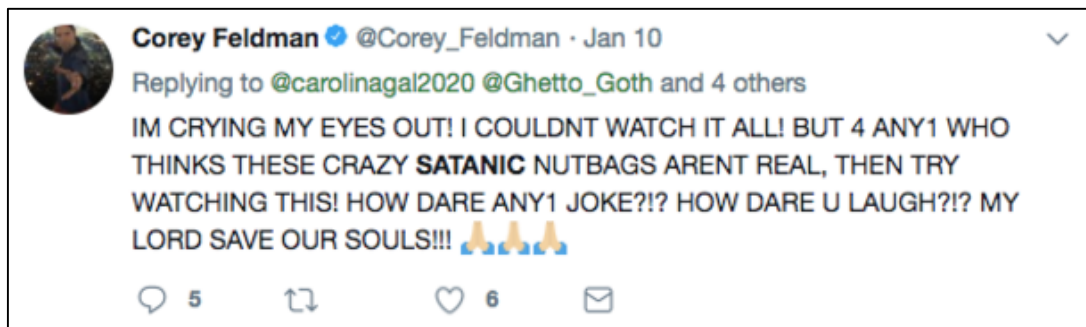 Corey Feldman @Corey_Feldman · Jan 10
Replying to @carolinagal2020 @Ghetto_Goth and 4 others
IM CRYING MY EYES OUT! I COULDNT WATCH IT ALL! BUT 4 ANY1 WHO
THINKS THESE CRAZY SATANIC NUTBAGS ARENT REAL, THEN TRY
WATCHING THIS! HOW DARE ANY1 JOKE?!? HOW DARE U LAUGH?!? MY
LORD SAVE OUR SOULS!!! 🙏🏼🙏🏼🙏🏼
5 6